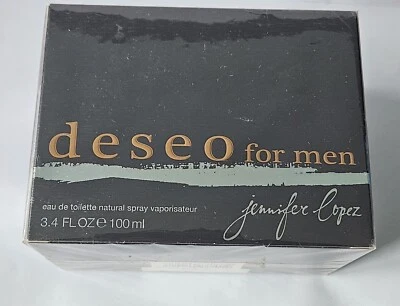 deseo for men
eau de toilette natural spray vaporisateur
3.4 FL OZ℮100 ml
jennifer lopez